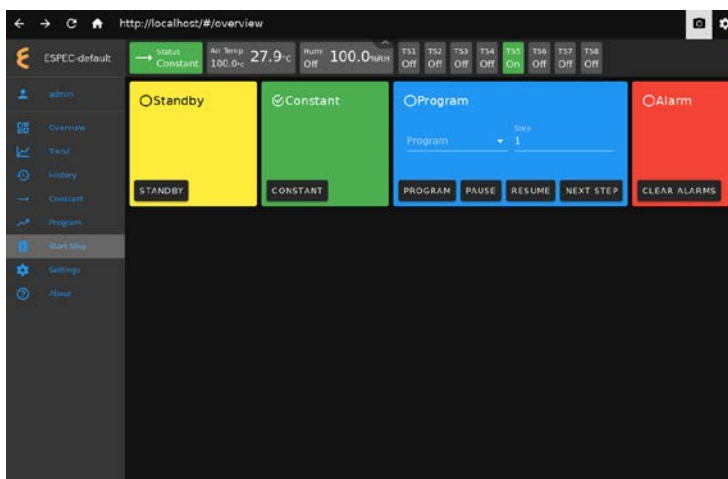 http://localhost/#/overview
ESPEC-default
Status
Constant
Air Temp
100.0°C
27.9°C
Humi
Off
100.0%RH
TS1 Off
TS2 Off
TS3 Off
TS4 Off
TS5 On
TS6 Off
TS7 Off
TS8 Off
admin
Overview
Trend
History
Constant
Program
Start Stop
Settings
About
Standby
STANDBY
Constant
CONSTANT
Program
Program
Step
1
PROGRAM PAUSE RESUME NEXT STEP
Alarm
CLEAR ALARMS